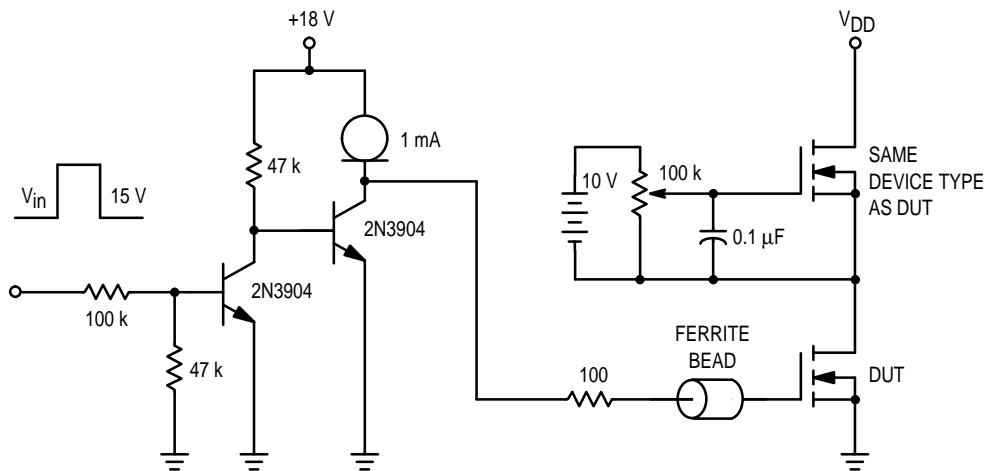 +18 V
V_DD
47 k
1 mA
V_in
15 V
10 V
100 k
SAME
DEVICE TYPE
AS DUT
2N3904
0.1 μF
2N3904
100 k
47 k
FERRITE
BEAD
100
DUT